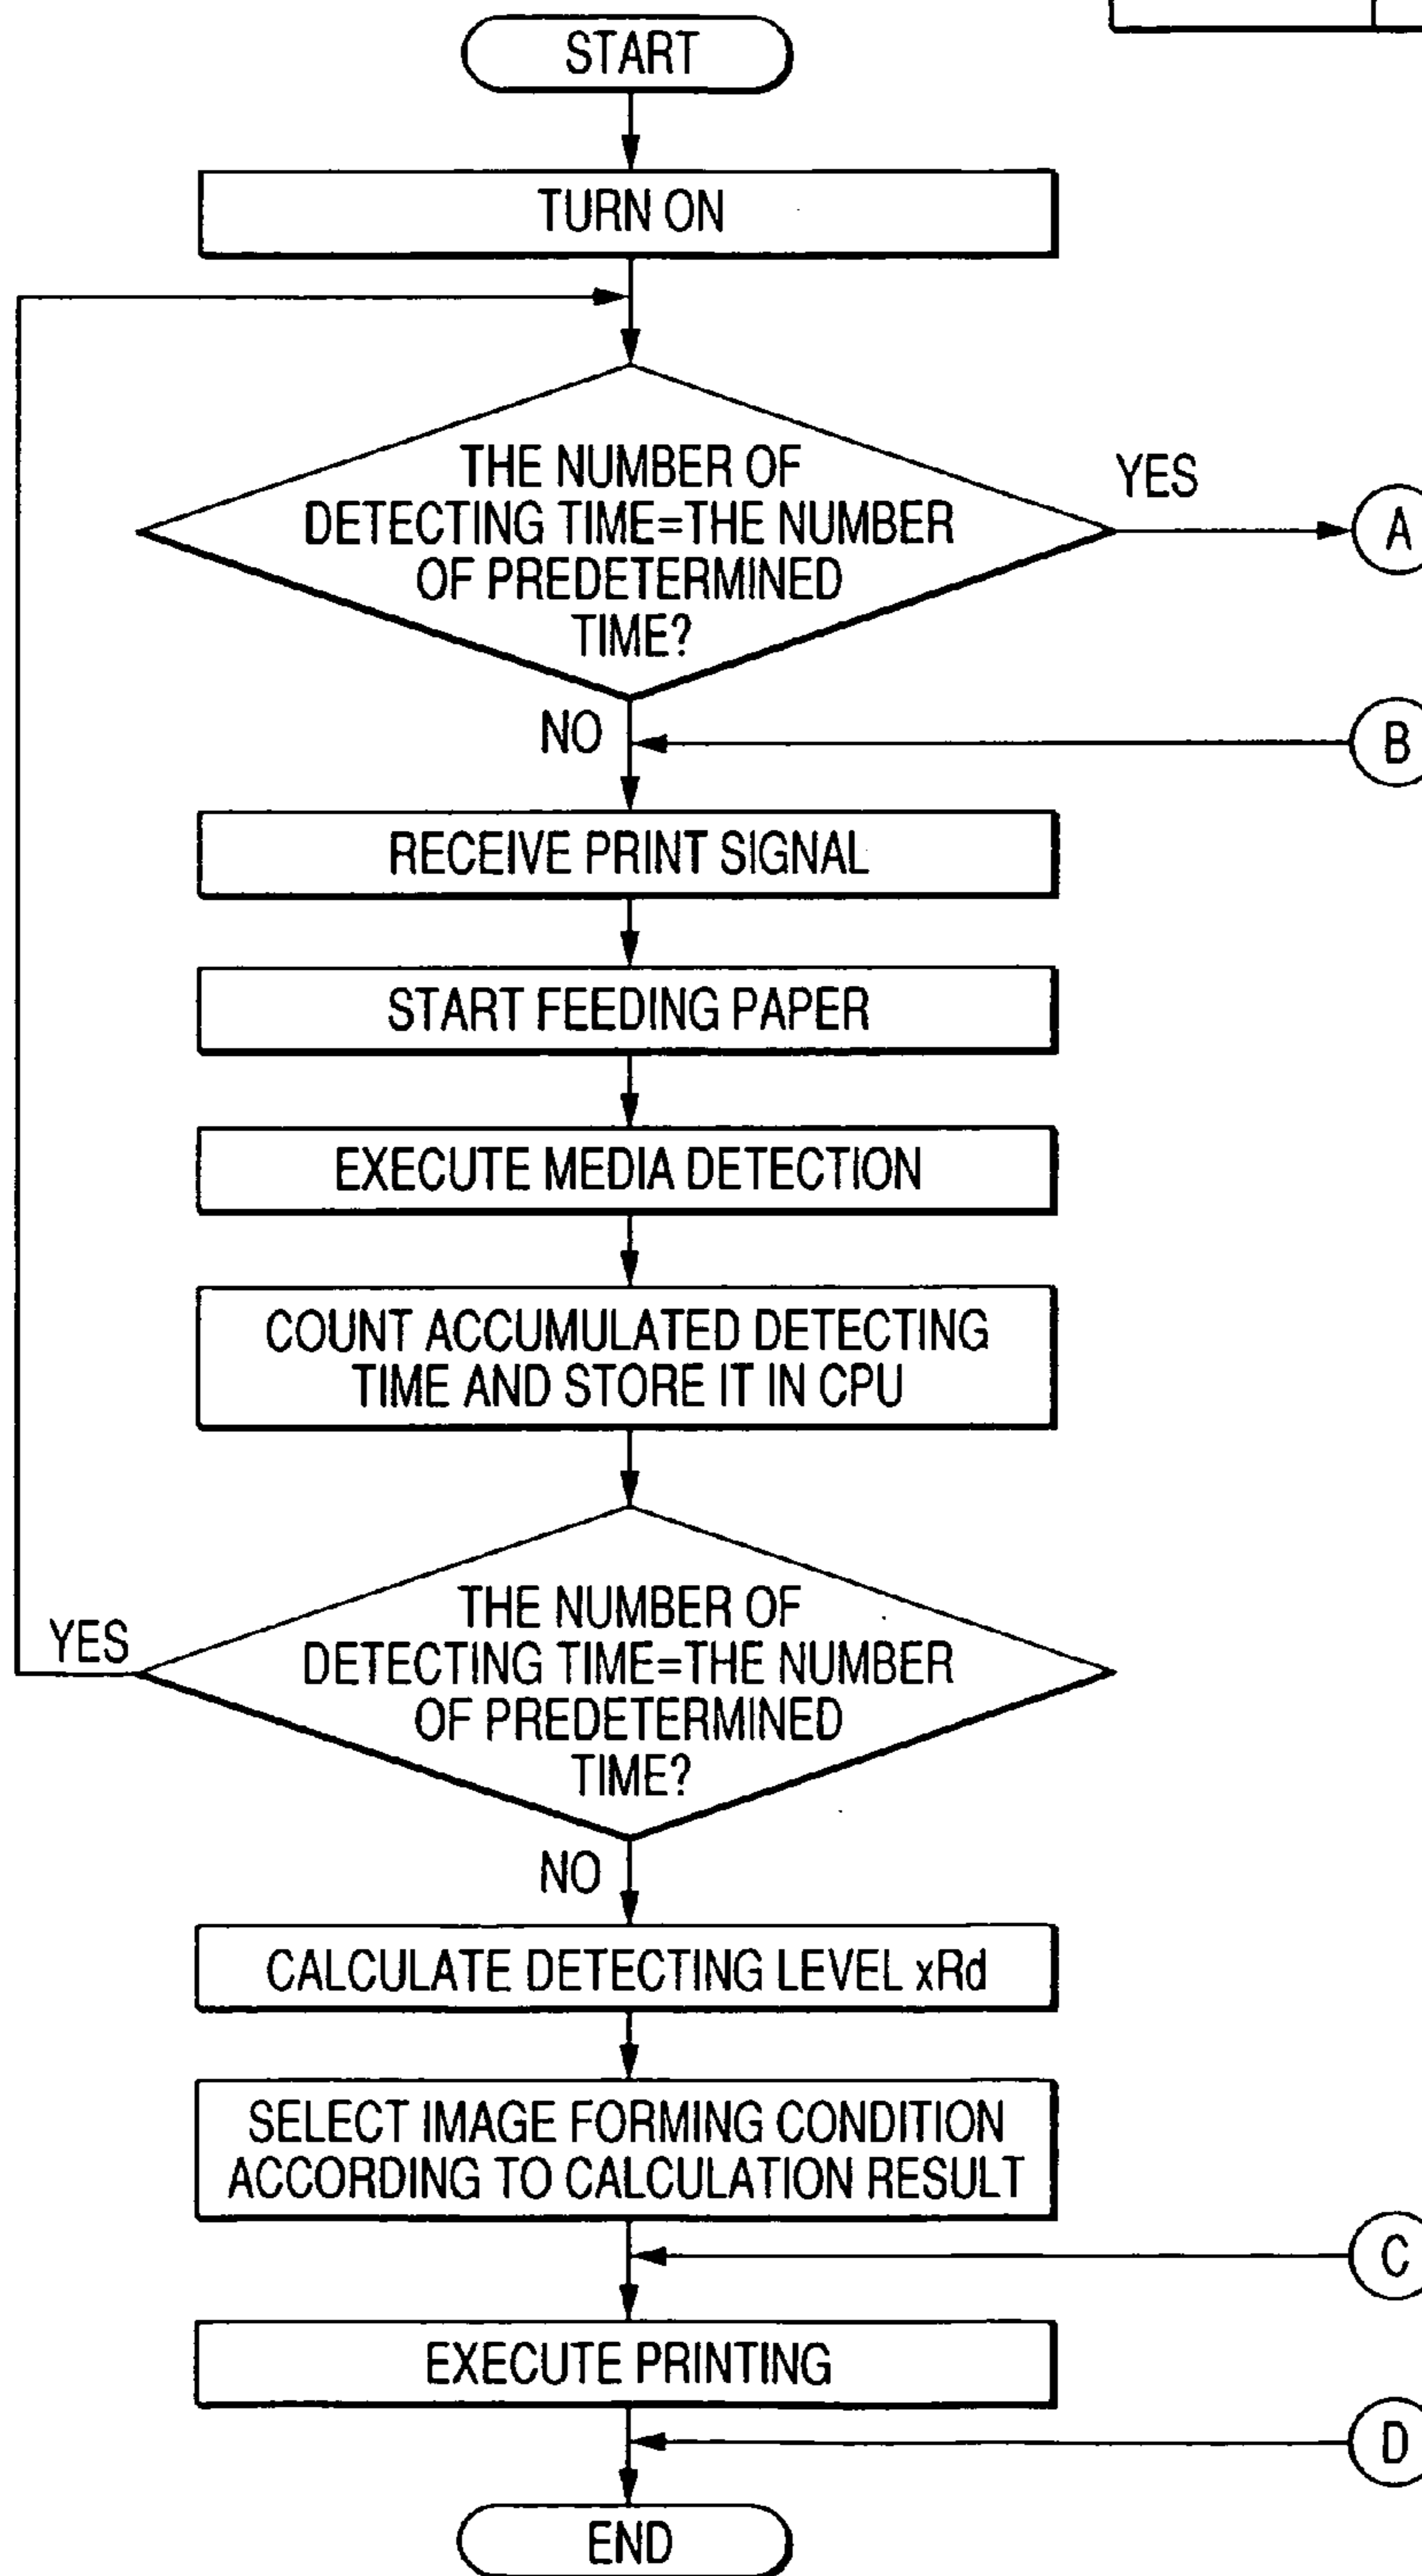 START
TURN ON
THE NUMBER OF
DETECTING TIME=THE NUMBER
OF PREDETERMINED
TIME?
YES
A
NO
B
RECEIVE PRINT SIGNAL
START FEEDING PAPER
EXECUTE MEDIA DETECTION
COUNT ACCUMULATED DETECTING
TIME AND STORE IT IN CPU
THE NUMBER OF
DETECTING TIME=THE NUMBER
OF PREDETERMINED
TIME?
YES
NO
CALCULATE DETECTING LEVEL xRd
SELECT IMAGE FORMING CONDITION
ACCORDING TO CALCULATION RESULT
C
EXECUTE PRINTING
D
END